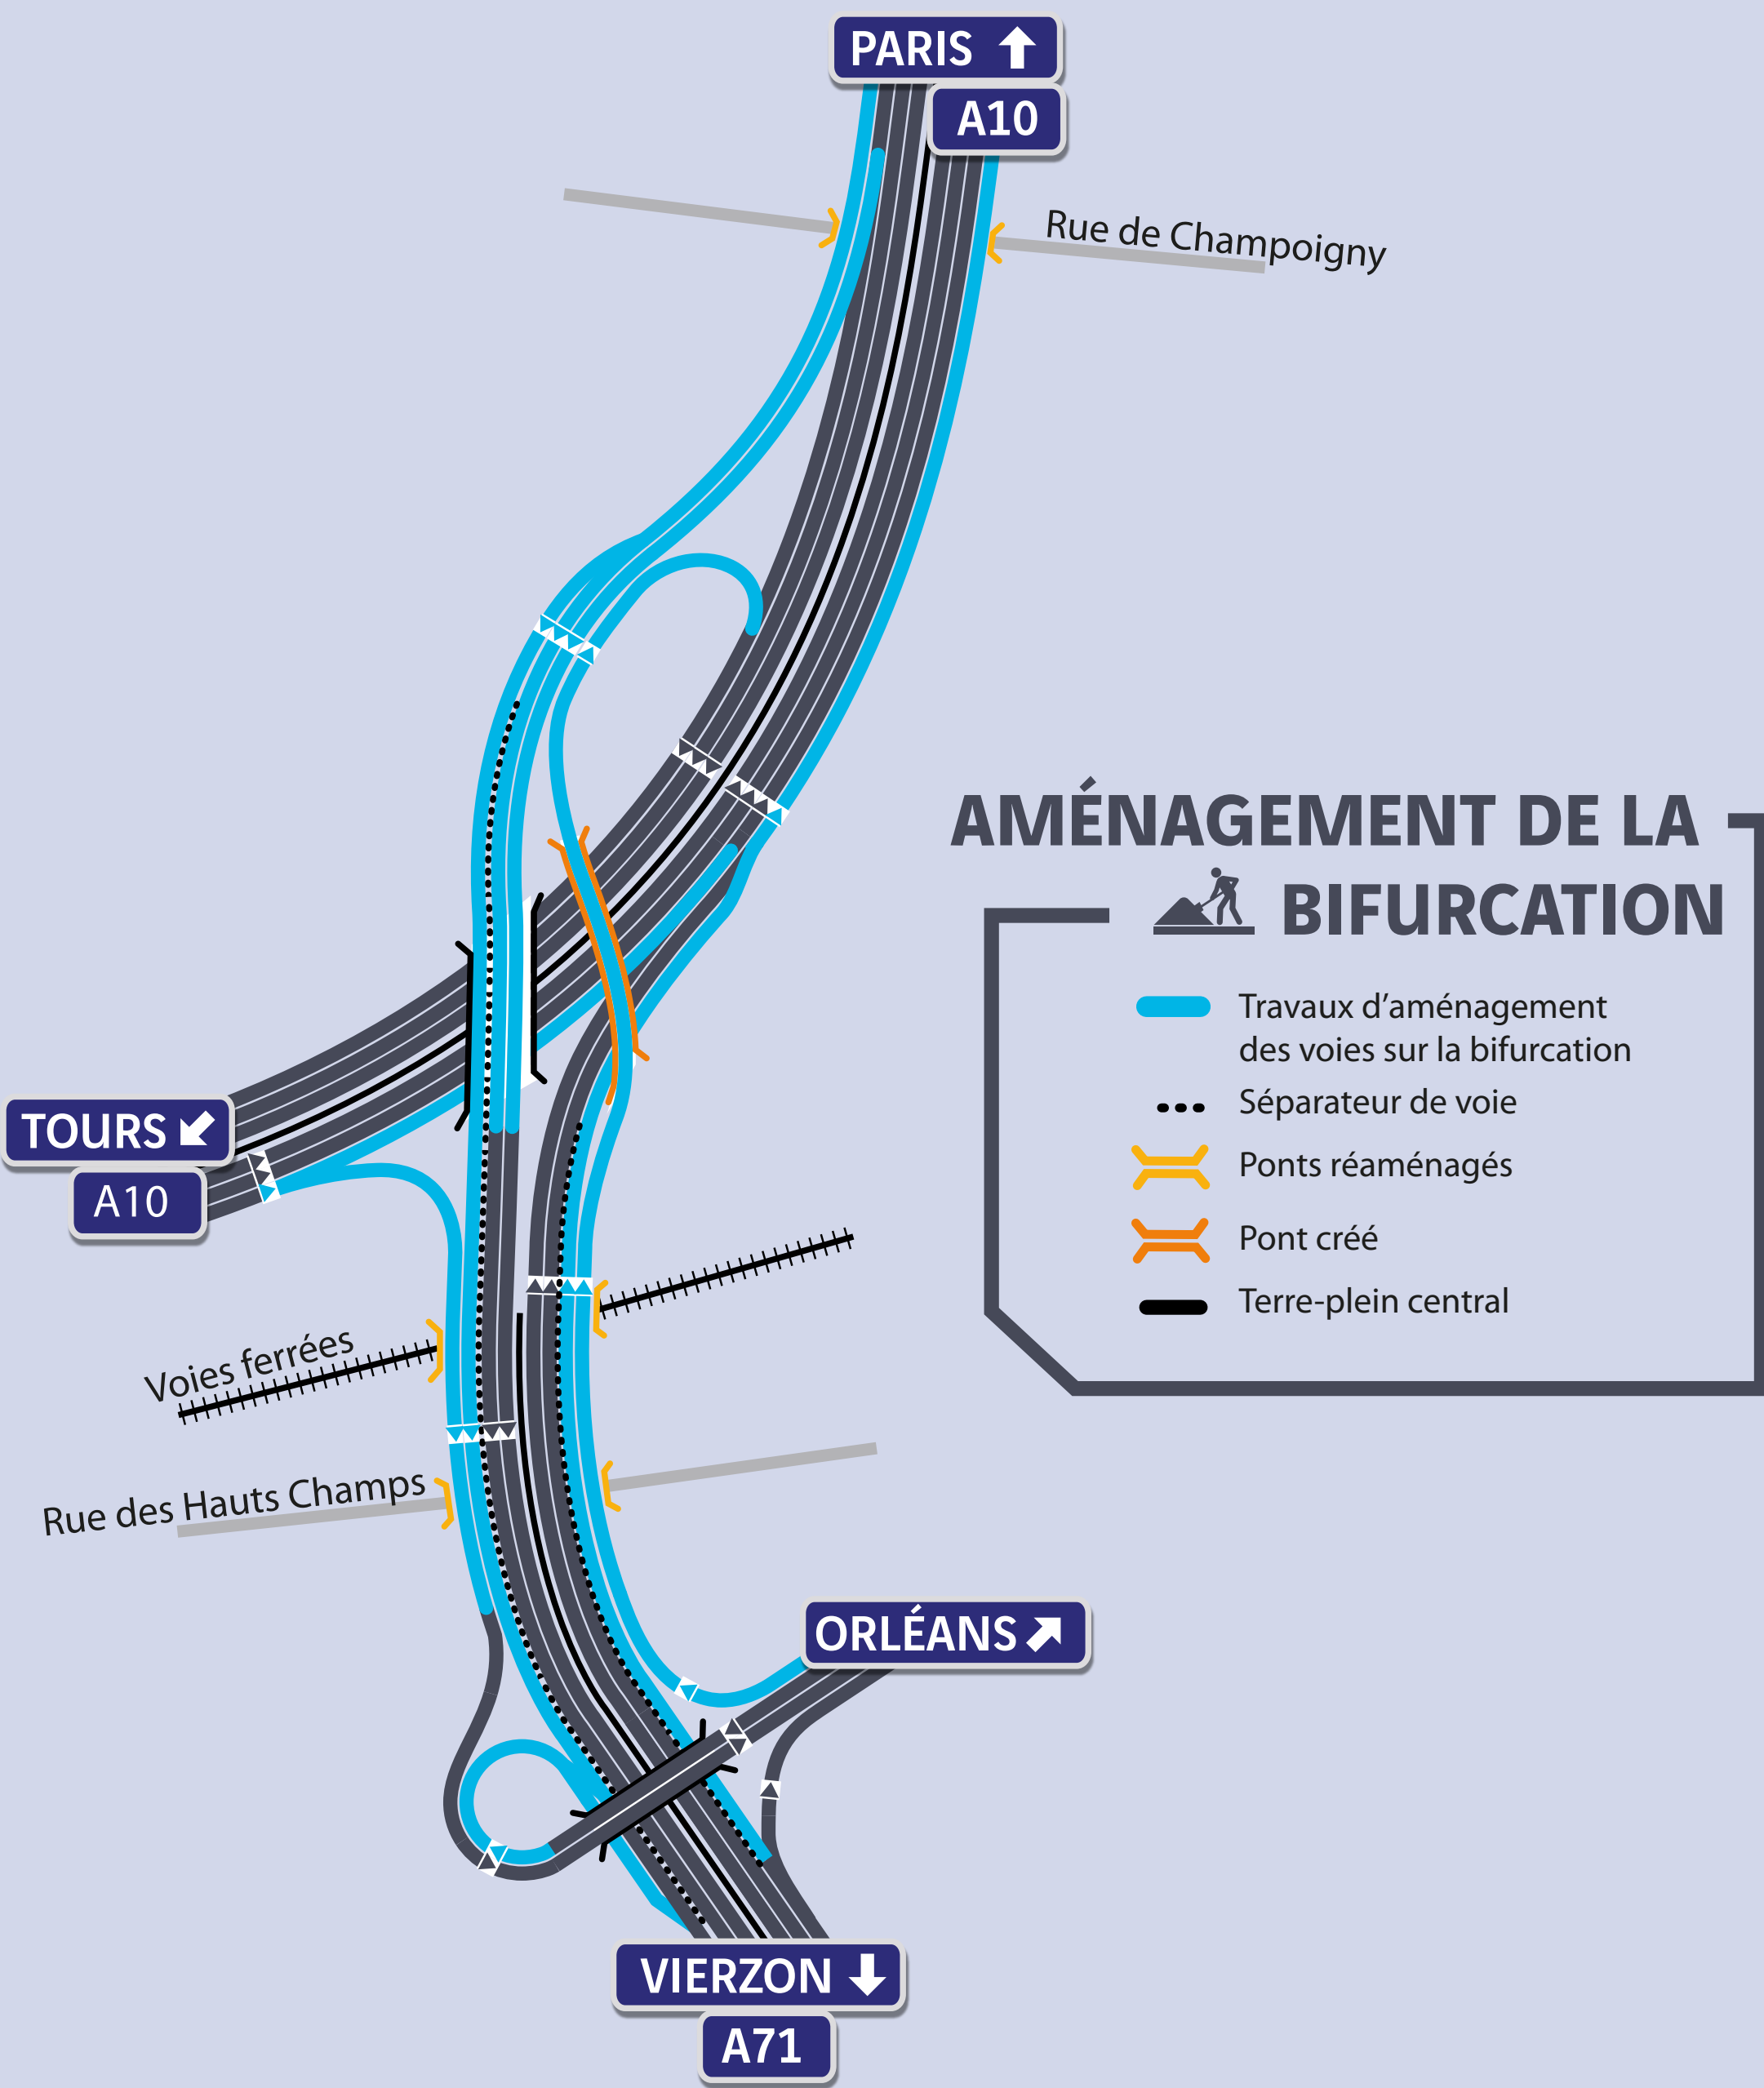 PARIS
A10
Rue de Champoigny
AMÉNAGEMENT DE LA
BIFURCATION
Travaux d’aménagement
des voies sur la bifurcation
Séparateur de voie
Ponts réaménagés
Pont créé
Terre-plein central
TOURS
A10
Voies ferrées
Rue des Hauts Champs
ORLÉANS
VIERZON
A71